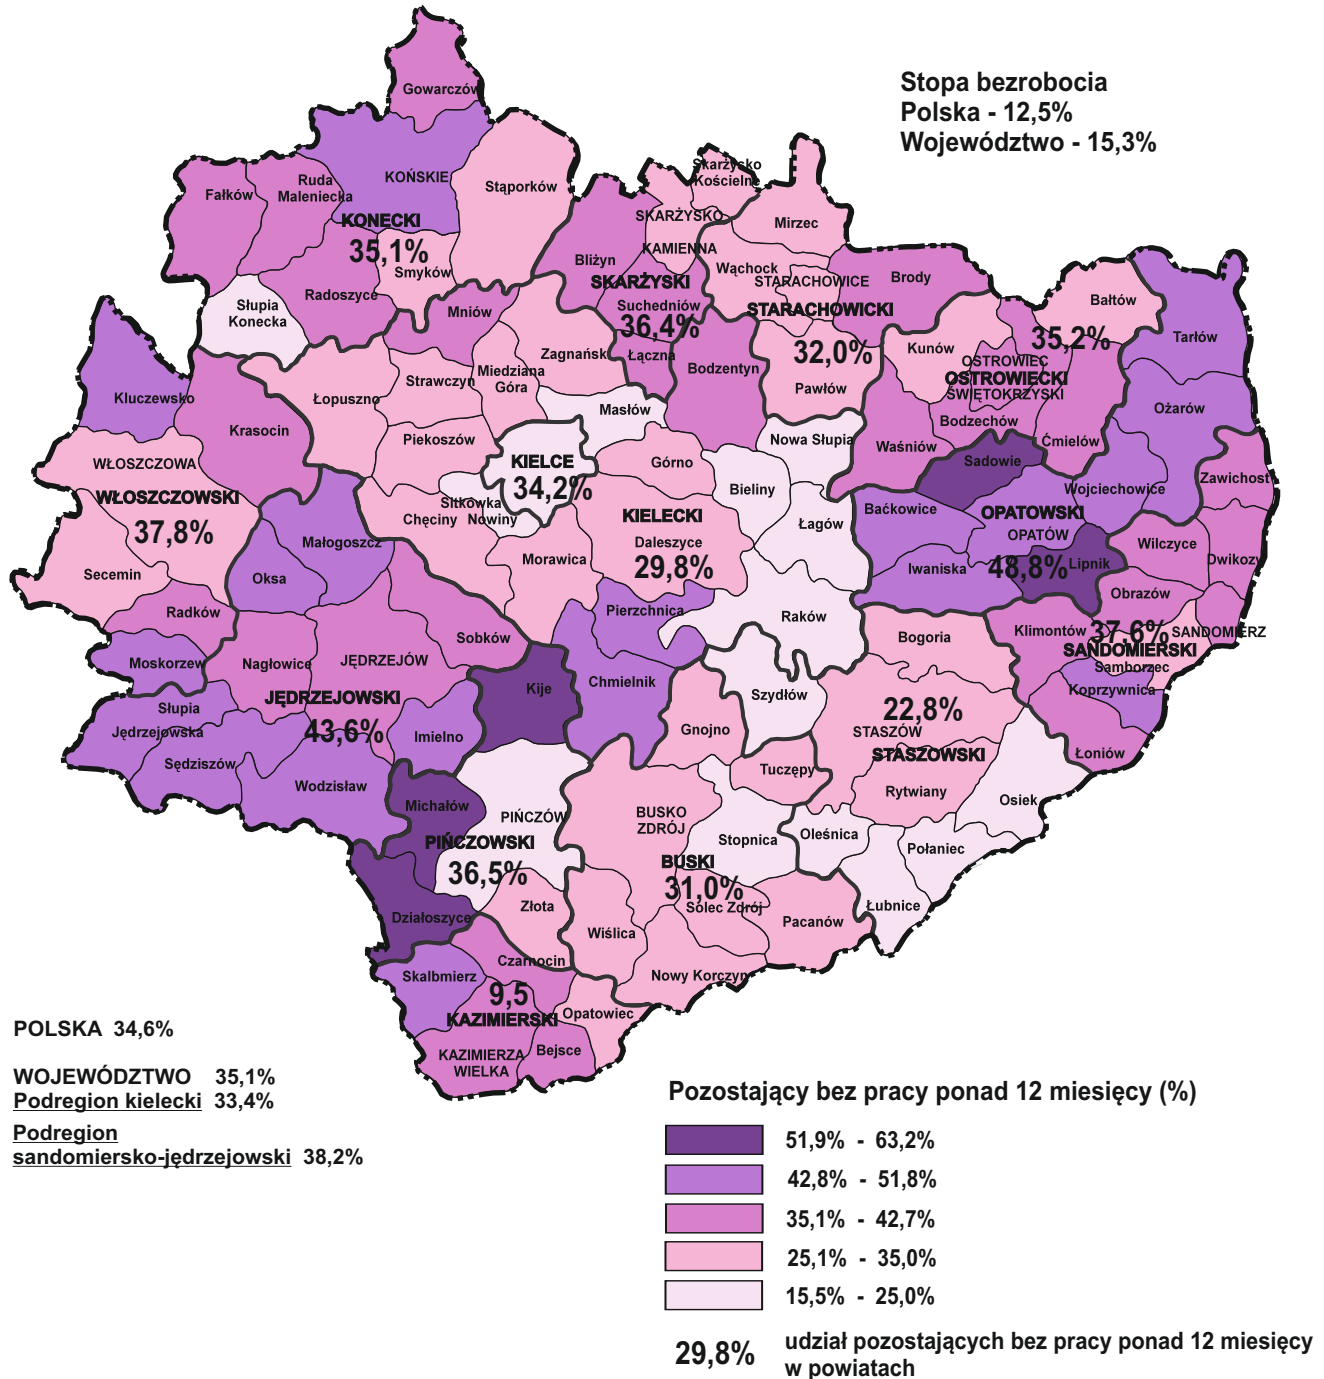 Stopa bezrobocia
Polska - 12,5%
Województwo - 15,3%
Gowarczów
KOŃSKIE
Stąporków
Fałków
Ruda
Maleniecka
KONECKI
35,1%
Smyków
Radoszyce
Słupia
Konecka
Skarżysko
Kościelne
SKARŻYSKO
KAMIENNA
Bliżyn
SKARŻYSKI
Suchedniów
36,4%
Łączna
Mirzec
Wąchock
STARACHOWICE
Brody
STARACHOWICKI
32,0%
Pawłów
Bałtów
35,2%
Kunów
OSTROWIEC
OSTROWIECKI
ŚWIĘTOKRZYSKI
Bodzechów
Waśniów
Ćmielów
Tarłów
Ożarów
Sadowie
Wojciechowice
Baćkowice
OPATOWSKI
OPATÓW
48,8%
Lipnik
Iwaniska
Zawichost
Wilczyce
Dwikozy
Obrazów
Klimontów
37,6%
SANDOMIERZ
SANDOMIERSKI
Samborzec
Koprzywnica
Łoniów
Mniów
Zagnańsk
Miedziana
Góra
Strawczyn
Łopuszno
Bodzentyn
Masłów
Piekoszów
KIELCE
34,2%
Sitkówka
Nowiny
Chęciny
Górno
Nowa Słupia
Bieliny
Łagów
KIELECKI
Daleszyce
29,8%
Morawica
Pierzchnica
Raków
Chmielnik
Kluczewsko
Krasocin
WŁOSZCZOWA
WŁOSZCZOWSKI
37,8%
Secemin
Radków
Moskorzew
Małogoszcz
Oksa
Sobków
Nagłowice
JĘDRZEJÓW
JĘDRZEJOWSKI
43,6%
Imielno
Słupia
Jędrzejowska
Sędziszów
Wodzisław
Kije
Michałów
PIŃCZÓW
PIŃCZOWSKI
36,5%
Działoszyce
Złota
Bogoria
Szydłów
22,8%
STASZÓW
STASZOWSKI
Rytwiany
Osiek
Oleśnica
Połaniec
Łubnice
Gnojno
Tuczępy
BUSKO
ZDRÓJ
Stopnica
BUSKI
31,0%
Solec Zdrój
Pacanów
Wiślica
Nowy Korczyn
Skalbmierz
Czarnocin
9,5
KAZIMIERSKI
Opatowiec
KAZIMIERZA
WIELKA
Bejsce
POLSKA 34,6%
WOJEWÓDZTWO 35,1%
Podregion kielecki 33,4%
Podregion
sandomiersko-jędrzejowski 38,2%
Pozostający bez pracy ponad 12 miesięcy (%)
51,9% - 63,2%
42,8% - 51,8%
35,1% - 42,7%
25,1% - 35,0%
15,5% - 25,0%
29,8% udział pozostających bez pracy ponad 12 miesięcy
w powiatach